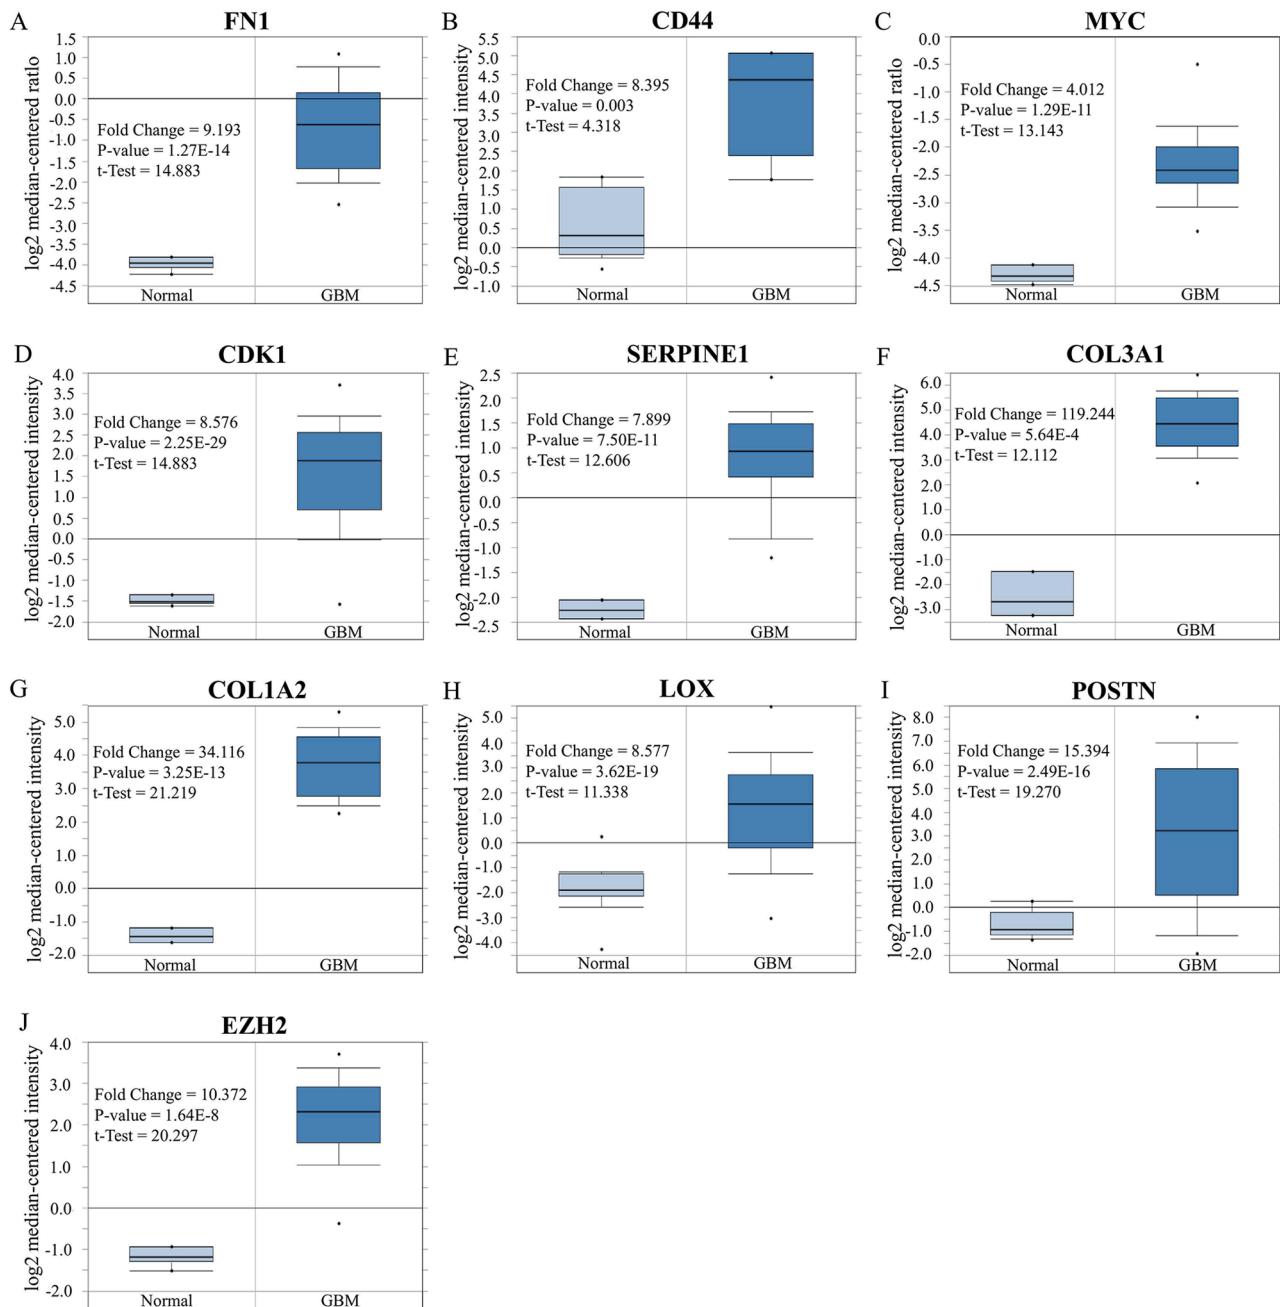 A
FN1
log2 median-centered ratio
1.5
1.0
0.5
0.0
-0.5
-1.0
-1.5
-2.0
-2.5
-3.0
-3.5
-4.0
-4.5
Fold Change = 9.193
P-value = 1.27E-14
t-Test = 14.883
Normal
GBM
B
CD44
log2 median-centered intensity
5.5
5.0
4.5
4.0
3.5
3.0
2.5
2.0
1.5
1.0
0.5
0.0
-0.5
-1.0
Fold Change = 8.395
P-value = 0.003
t-Test = 4.318
Normal
GBM
C
MYC
log2 median-centered ratio
0.0
-0.5
-1.0
-1.5
-2.0
-2.5
-3.0
-3.5
-4.0
-4.5
Fold Change = 4.012
P-value = 1.29E-11
t-Test = 13.143
Normal
GBM
D
CDK1
log2 median-centered intensity
4.0
3.5
3.0
2.5
2.0
1.5
1.0
0.5
0.0
-0.5
-1.0
-1.5
-2.0
Fold Change = 8.576
P-value = 2.25E-29
t-Test = 14.883
Normal
GBM
E
SERPINE1
log2 median-centered intensity
2.5
2.0
1.5
1.0
0.5
0.0
-0.5
-1.0
-1.5
-2.0
-2.5
Fold Change = 7.899
P-value = 7.50E-11
t-Test = 12.606
Normal
GBM
F
COL3A1
log2 median-centered intensity
6.0
5.0
4.0
3.0
2.0
1.0
0.0
-1.0
-2.0
-3.0
Fold Change = 119.244
P-value = 5.64E-4
t-Test = 12.112
Normal
GBM
G
COL1A2
log2 median-centered intensity
5.0
4.0
3.0
2.0
1.0
0.0
-1.0
-2.0
Fold Change = 34.116
P-value = 3.25E-13
t-Test = 21.219
Normal
GBM
H
LOX
log2 median-centered intensity
5.0
4.0
3.0
2.0
1.0
0.0
-1.0
-2.0
-3.0
-4.0
Fold Change = 8.577
P-value = 3.62E-19
t-Test = 11.338
Normal
GBM
I
POSTN
log2 median-centered intensity
8.0
7.0
6.0
5.0
4.0
3.0
2.0
1.0
0.0
-1.0
-2.0
Fold Change = 15.394
P-value = 2.49E-16
t-Test = 19.270
Normal
GBM
J
EZH2
log2 median-centered intensity
4.0
3.0
2.0
1.0
0.0
-1.0
-2.0
Fold Change = 10.372
P-value = 1.64E-8
t-Test = 20.297
Normal
GBM